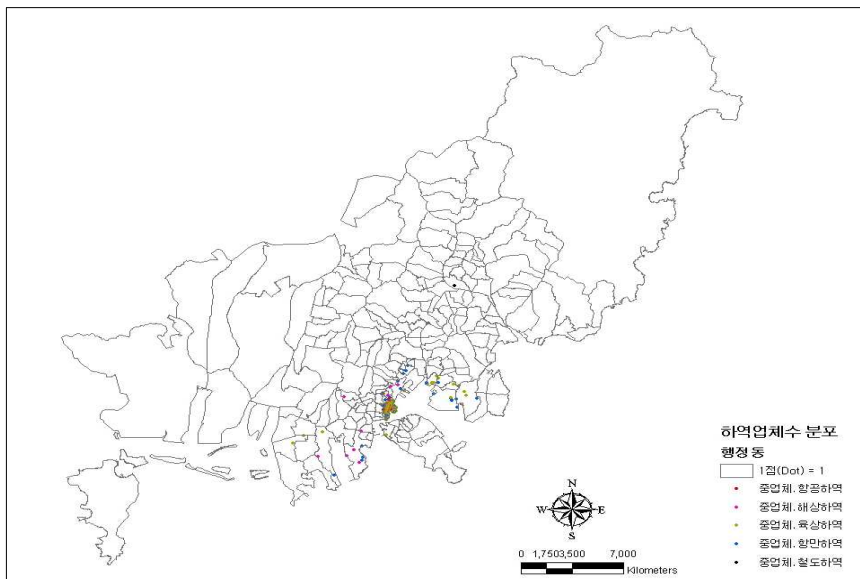 하역업체수 분포
행정동
1점(Dot) = 1
중업체.항공하역
중업체.해상하역
중업체.육상하역
중업체.항만하역
중업체.철도하역
N
W E
S
0 1,7503,500 7,000
Kilometers